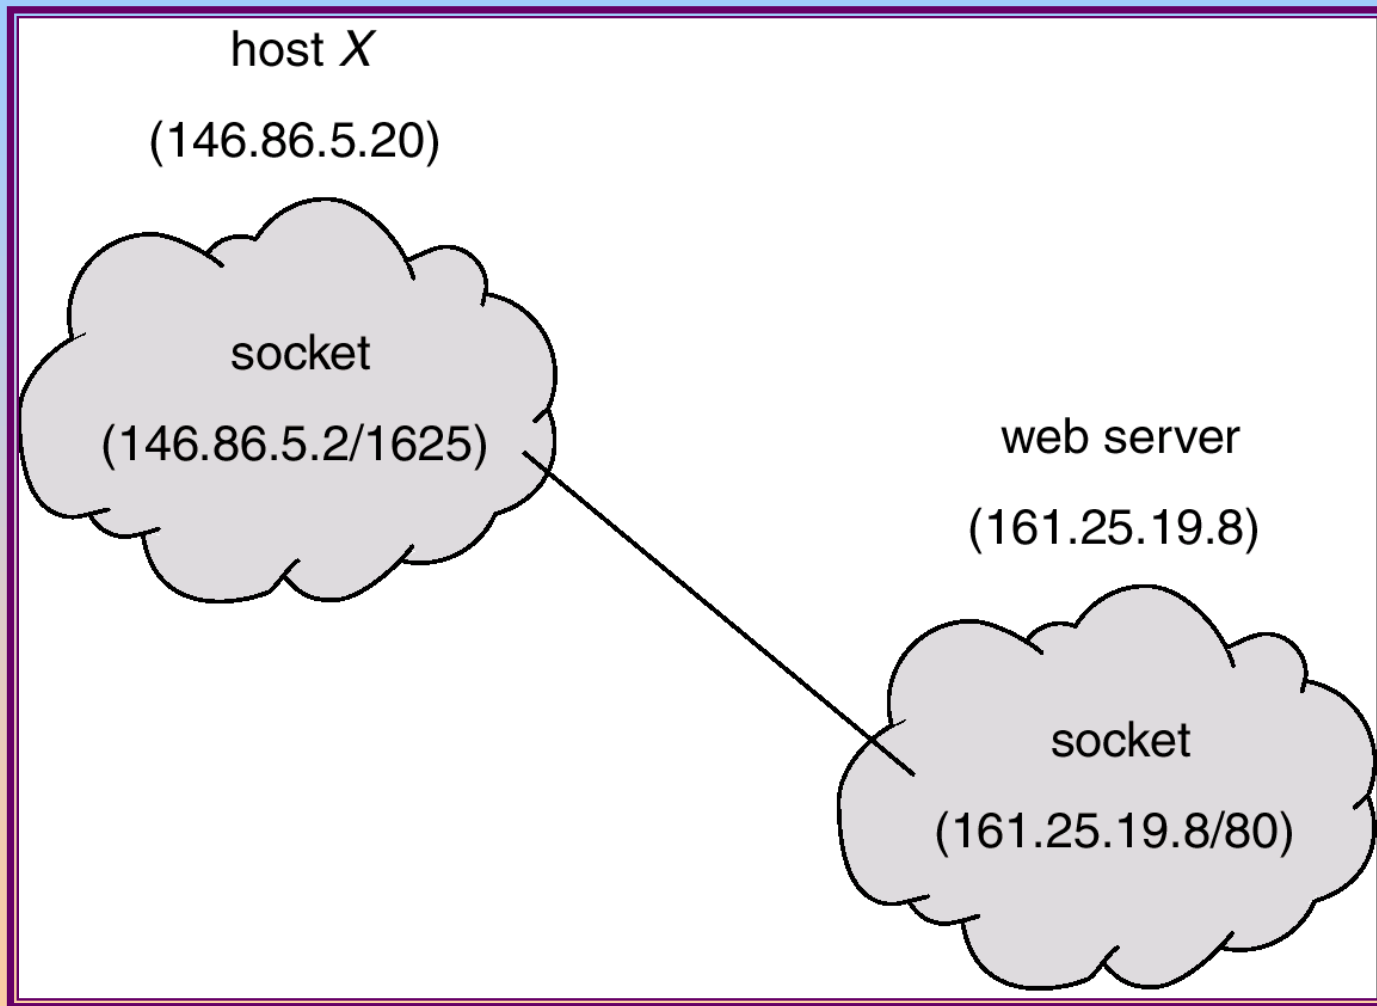 host X
(146.86.5.20)
socket
(146.86.5.2/1625)
web server
(161.25.19.8)
socket
(161.25.19.8/80)